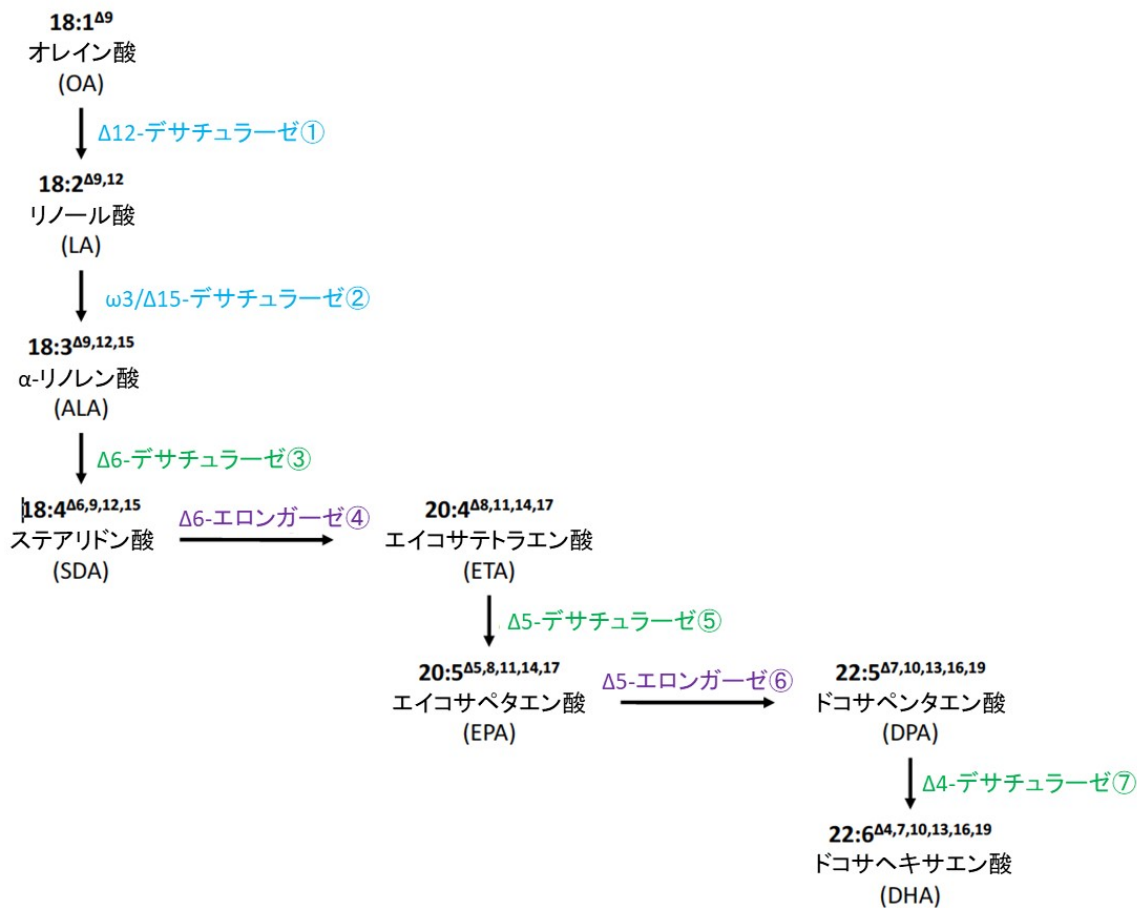 18:1Δ9
オレイン酸
(OA)
Δ12-デサチュラーゼ①
18:2Δ9,12
リノール酸
(LA)
ω3/Δ15-デサチュラーゼ②
18:3Δ9,12,15
α-リノレン酸
(ALA)
Δ6-デサチュラーゼ③
18:4Δ6,9,12,15
ステアリドン酸
(SDA)
Δ6-エロンガーゼ④
20:4Δ8,11,14,17
エイコサテトラエン酸
(ETA)
Δ5-デサチュラーゼ⑤
20:5Δ5,8,11,14,17
エイコサペタエン酸
(EPA)
Δ5-エロンガーゼ⑥
22:5Δ7,10,13,16,19
ドコサペンタエン酸
(DPA)
Δ4-デサチュラーゼ⑦
22:6Δ4,7,10,13,16,19
ドコサヘキサエン酸
(DHA)